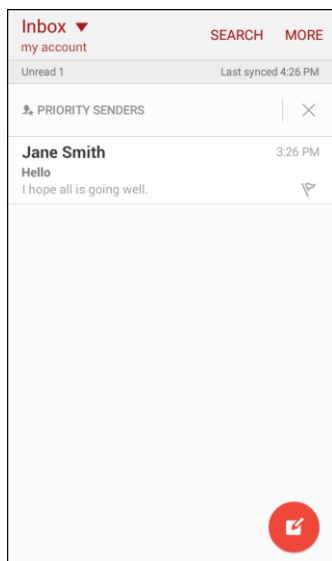 Inbox
my account
SEARCH MORE
Unread 1 Last synced 4:26 PM
PRIORITY SENDERS
Jane Smith 3:26 PM
Hello
I hope all is going well.